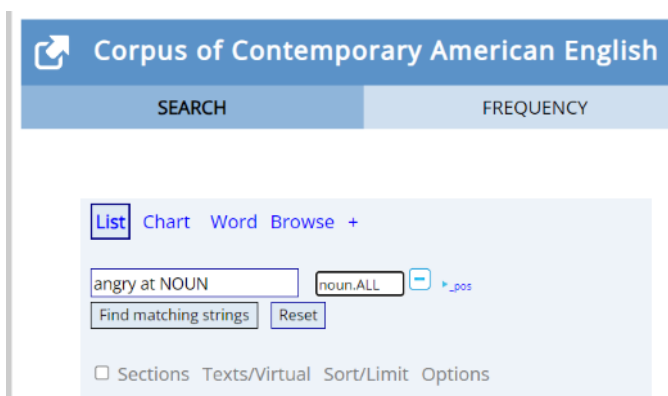 Corpus of Contemporary American English
SEARCH FREQUENCY
List Chart Word Browse +
angry at NOUN noun.ALL _pos
Find matching strings Reset
Sections Texts/Virtual Sort/Limit Options